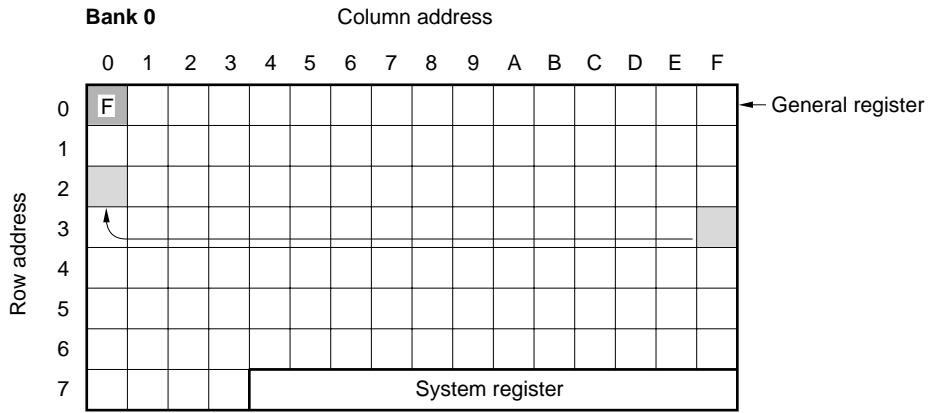 Bank 0 Column address
0 1 2 3 4 5 6 7 8 9 A B C D E F
0 F General register
1
2
3
4
5
6
7 System register
Row address